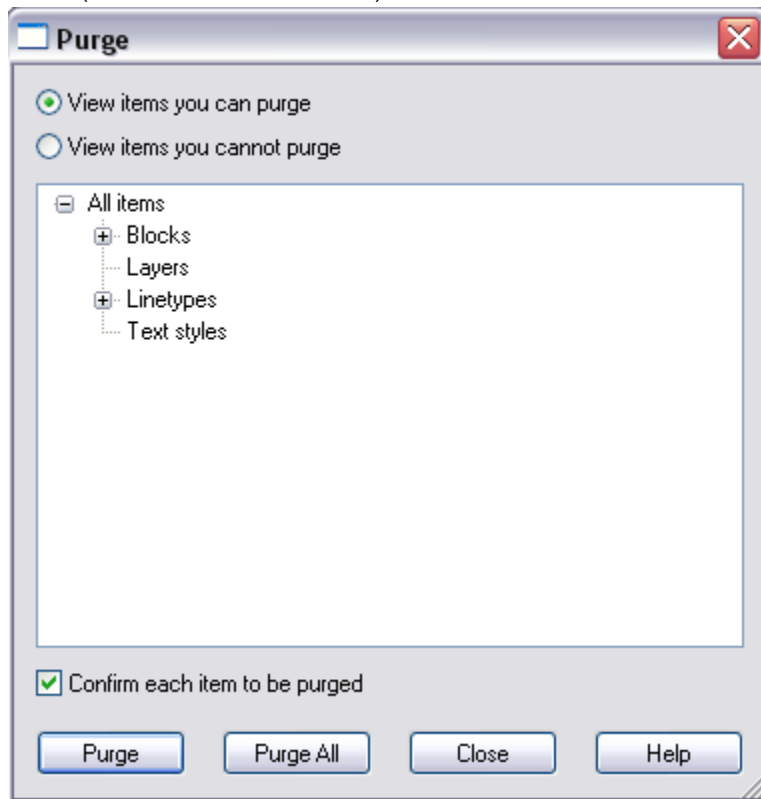 Purge
View items you can purge
View items you cannot purge
All items
Blocks
Layers
Linetypes
Text styles
Confirm each item to be purged
Purge Purge All Close Help